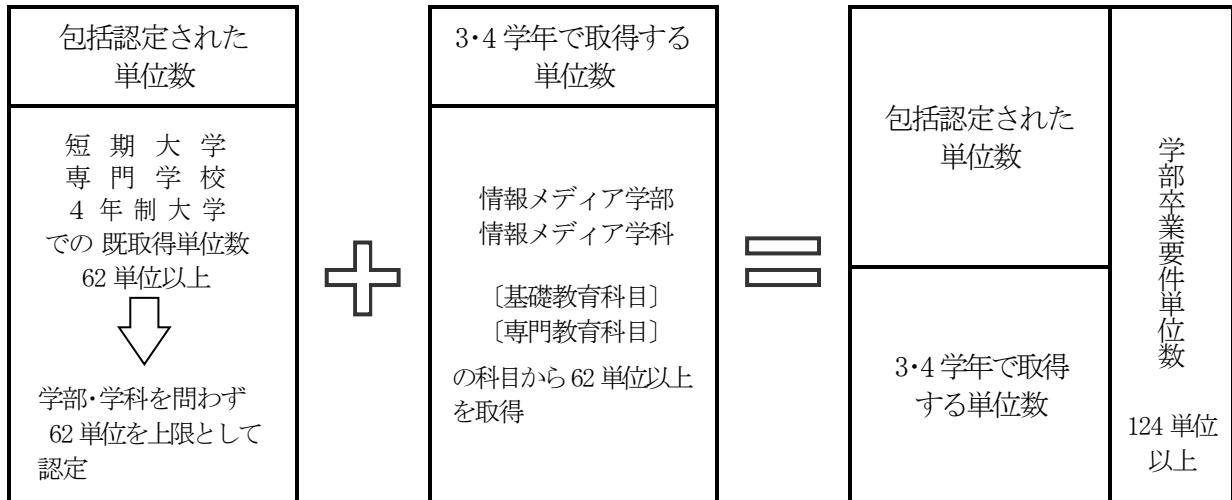 包括認定された
単位数
短期大学
専門学校
4年制大学
での 既取得単位数
62単位以上
学部・学科を問わず
62単位を上限として
認定
3・4学年で取得する
単位数
情報メディア学部
情報メディア学科
〔基礎教育科目〕
〔専門教育科目〕
の科目から62単位以上
を取得
包括認定された
単位数
3・4学年で取得
する単位数
学部卒業要件単位数
124単位
以上